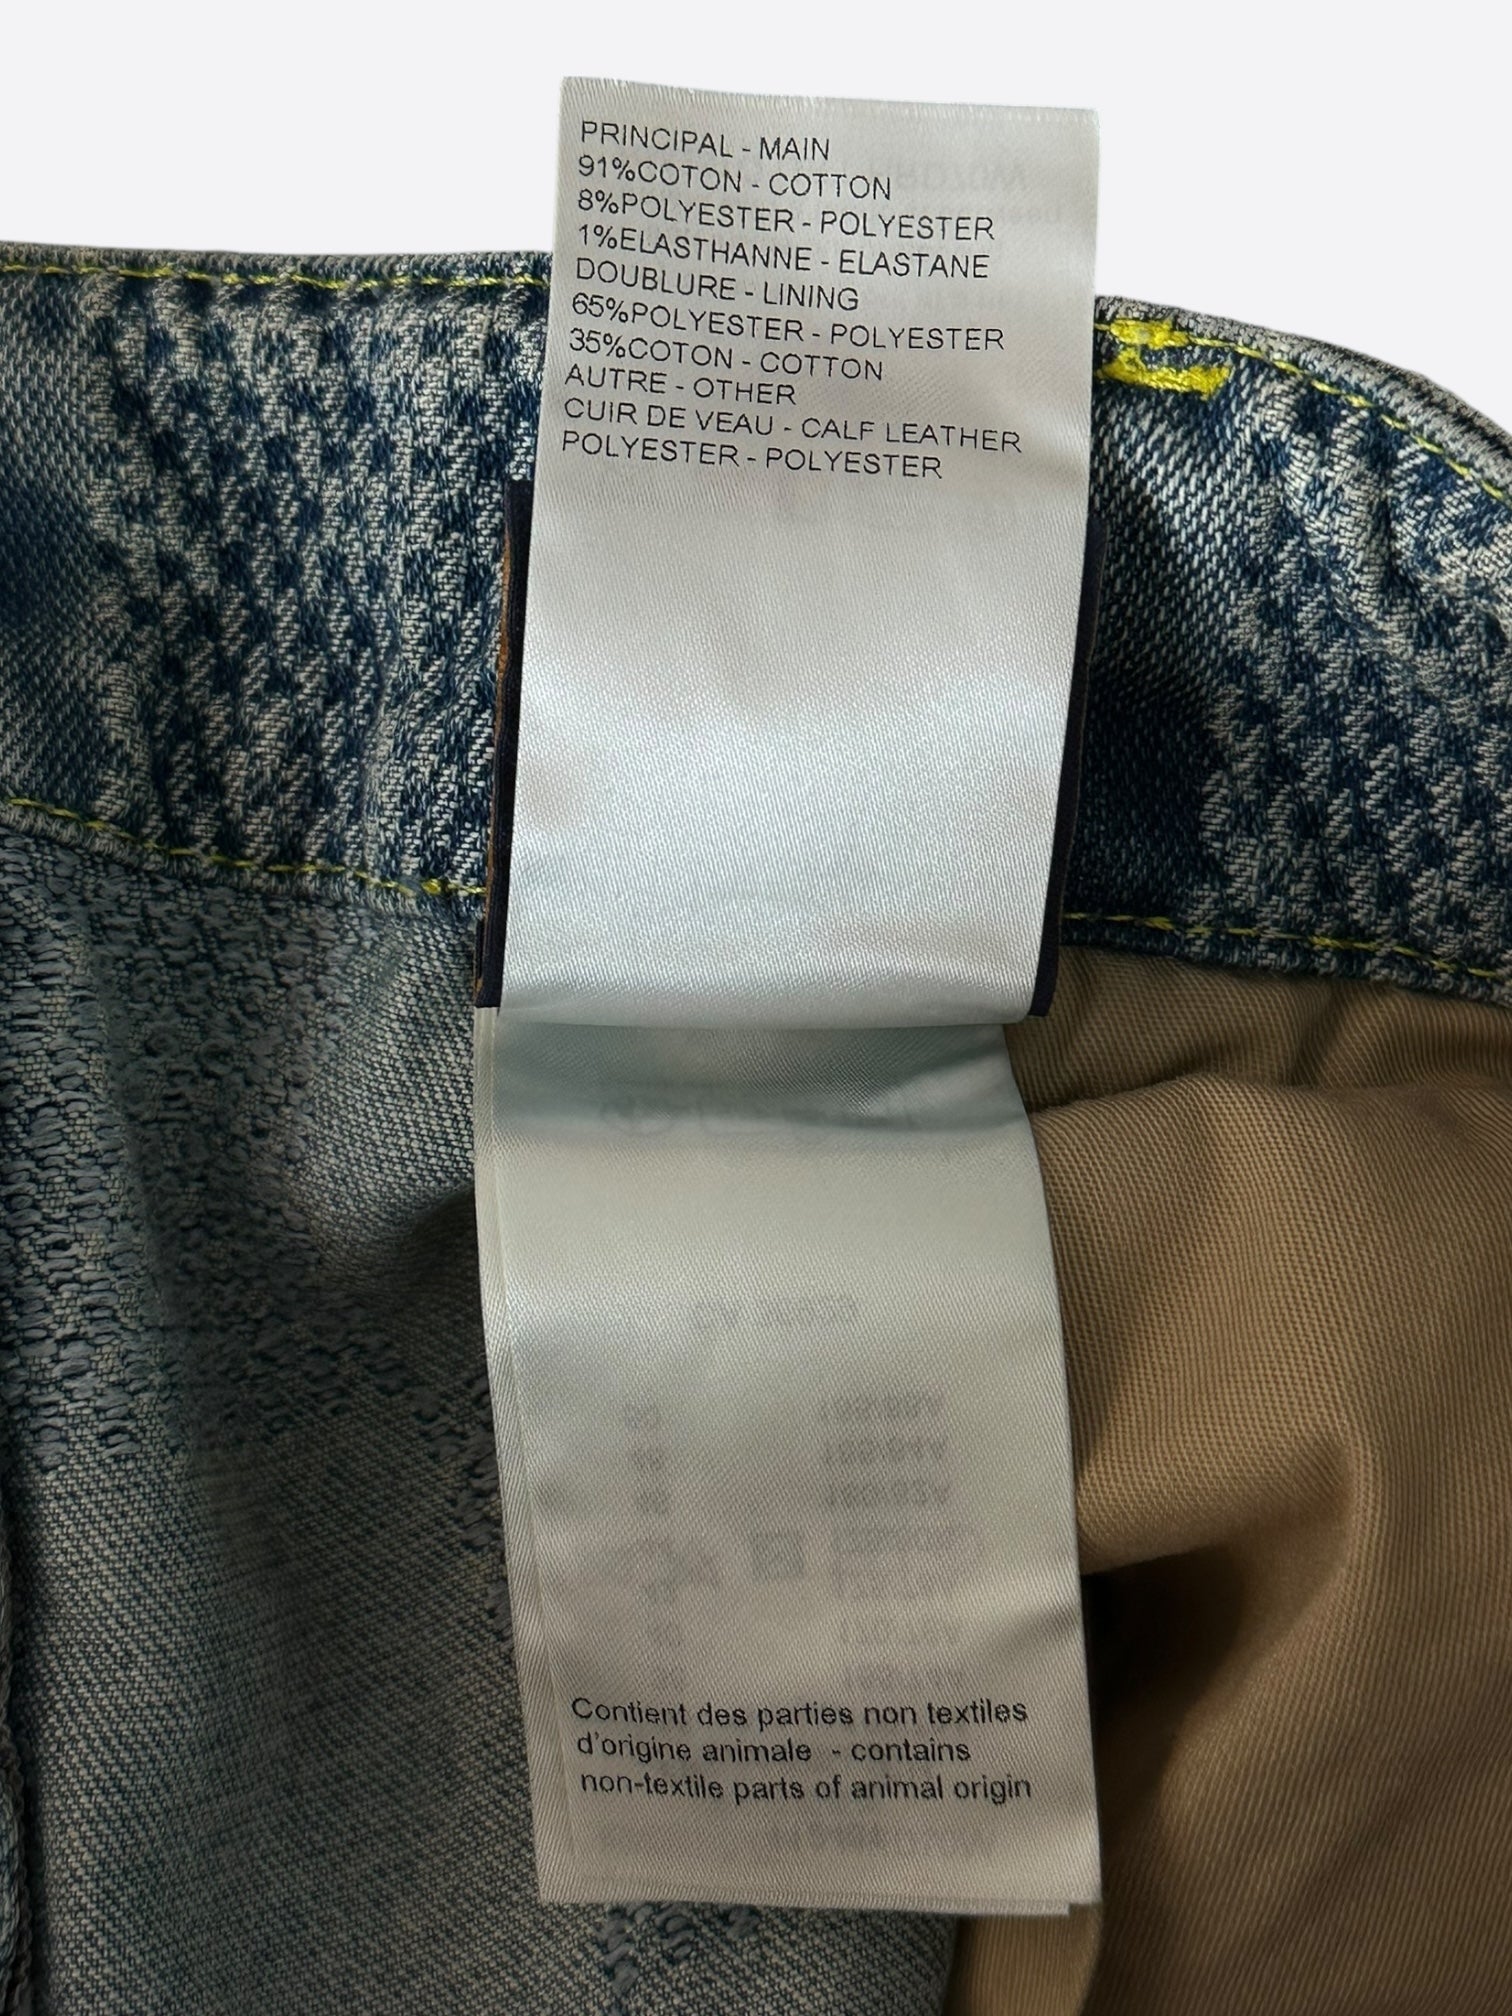 PRINCIPAL - MAIN
91%COTON - COTTON
8%POLYESTER - POLYESTER
1%ELASTHANNE - ELASTANE
DOUBLURE - LINING
65%POLYESTER - POLYESTER
35%COTON - COTTON
AUTRE - OTHER
CUIR DE VEAU - CALF LEATHER
POLYESTER - POLYESTER
Contient des parties non textiles
d'origine animale - contains
non-textile parts of animal origin